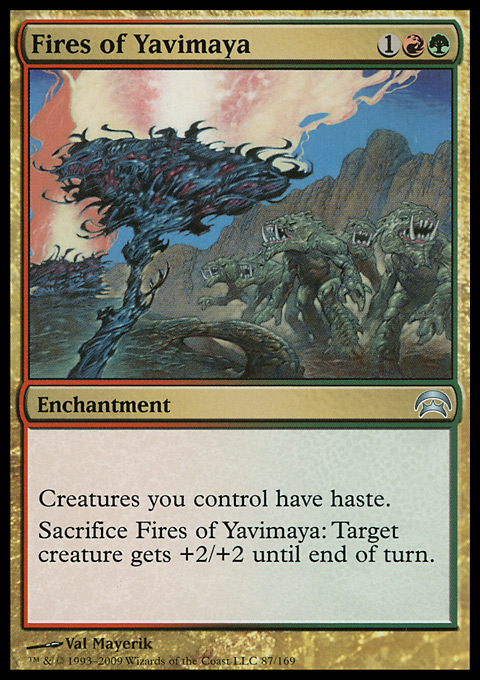 Fires of Yavimaya 1
Enchantment
Creatures you control have haste.
Sacrifice Fires of Yavimaya: Target
creature gets +2/+2 until end of turn.
Val Mayerik
™ & © 1993–2009 Wizards of the Coast LLC 87/169